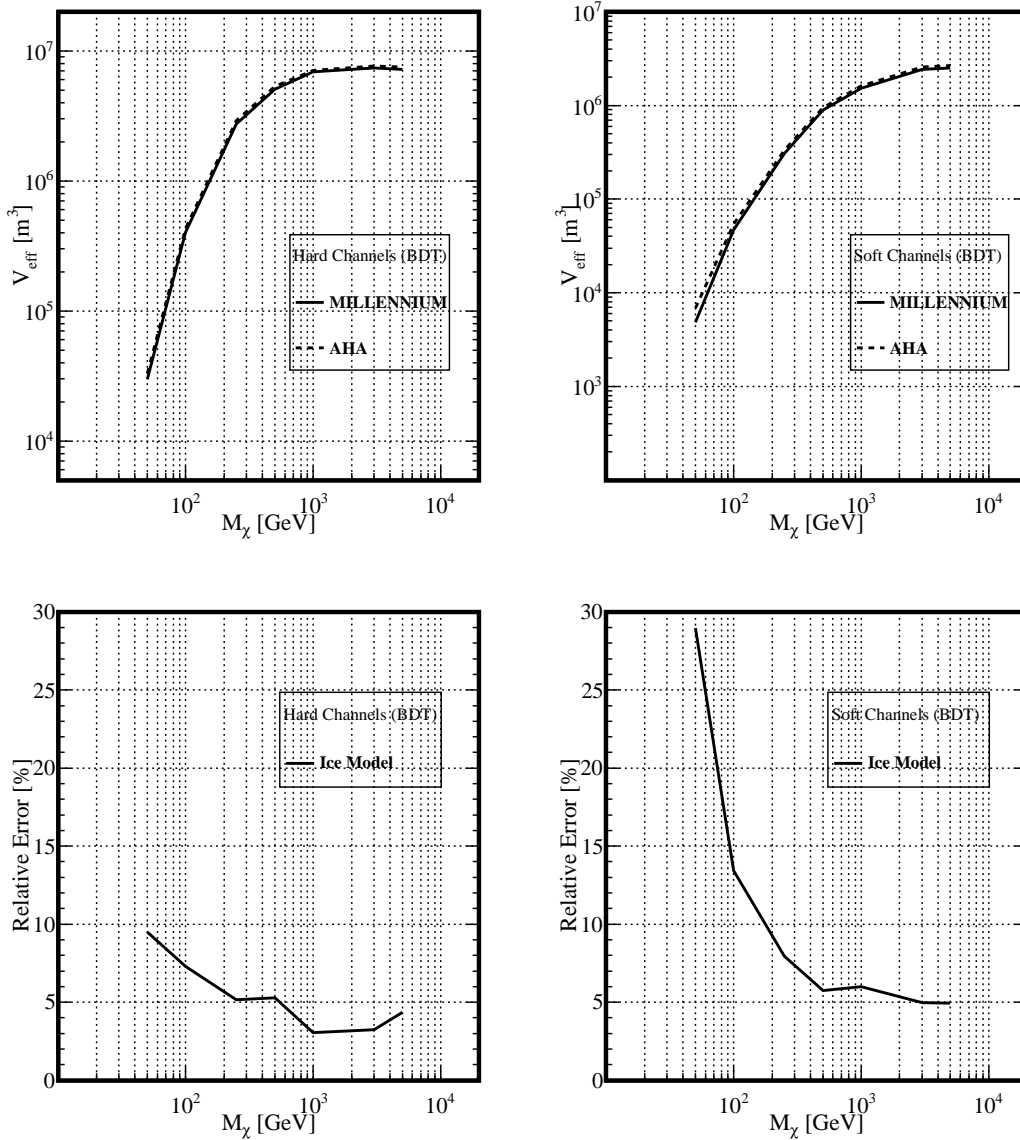 10^7
10^6
10^5
10^4
V_eff [m^3]
Hard Channels (BDT)
MILLENNIUM
AHA
10^2 10^3 10^4
M_χ [GeV]
10^7
10^6
10^5
10^4
10^3
V_eff [m^3]
Soft Channels (BDT)
MILLENNIUM
AHA
10^2 10^3 10^4
M_χ [GeV]
30
25
20
15
10
5
0
Relative Error [%]
Hard Channels (BDT)
Ice Model
10^2 10^3 10^4
M_χ [GeV]
30
25
20
15
10
5
0
Relative Error [%]
Soft Channels (BDT)
Ice Model
10^2 10^3 10^4
M_χ [GeV]